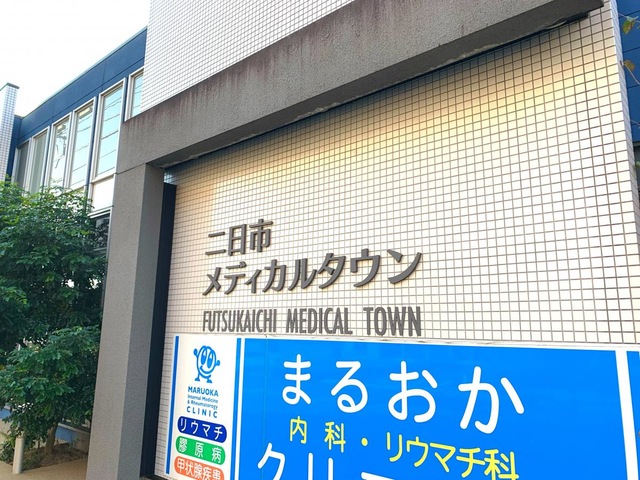 二日市
メディカルタウン
FUTSUKAICHI MEDICAL TOWN
MARUOKA
Internal Medicine
& Rheumatology
CLINIC
リウマチ
膠原病
甲状腺疾患
まるおか
内科・リウマチ科
クリ